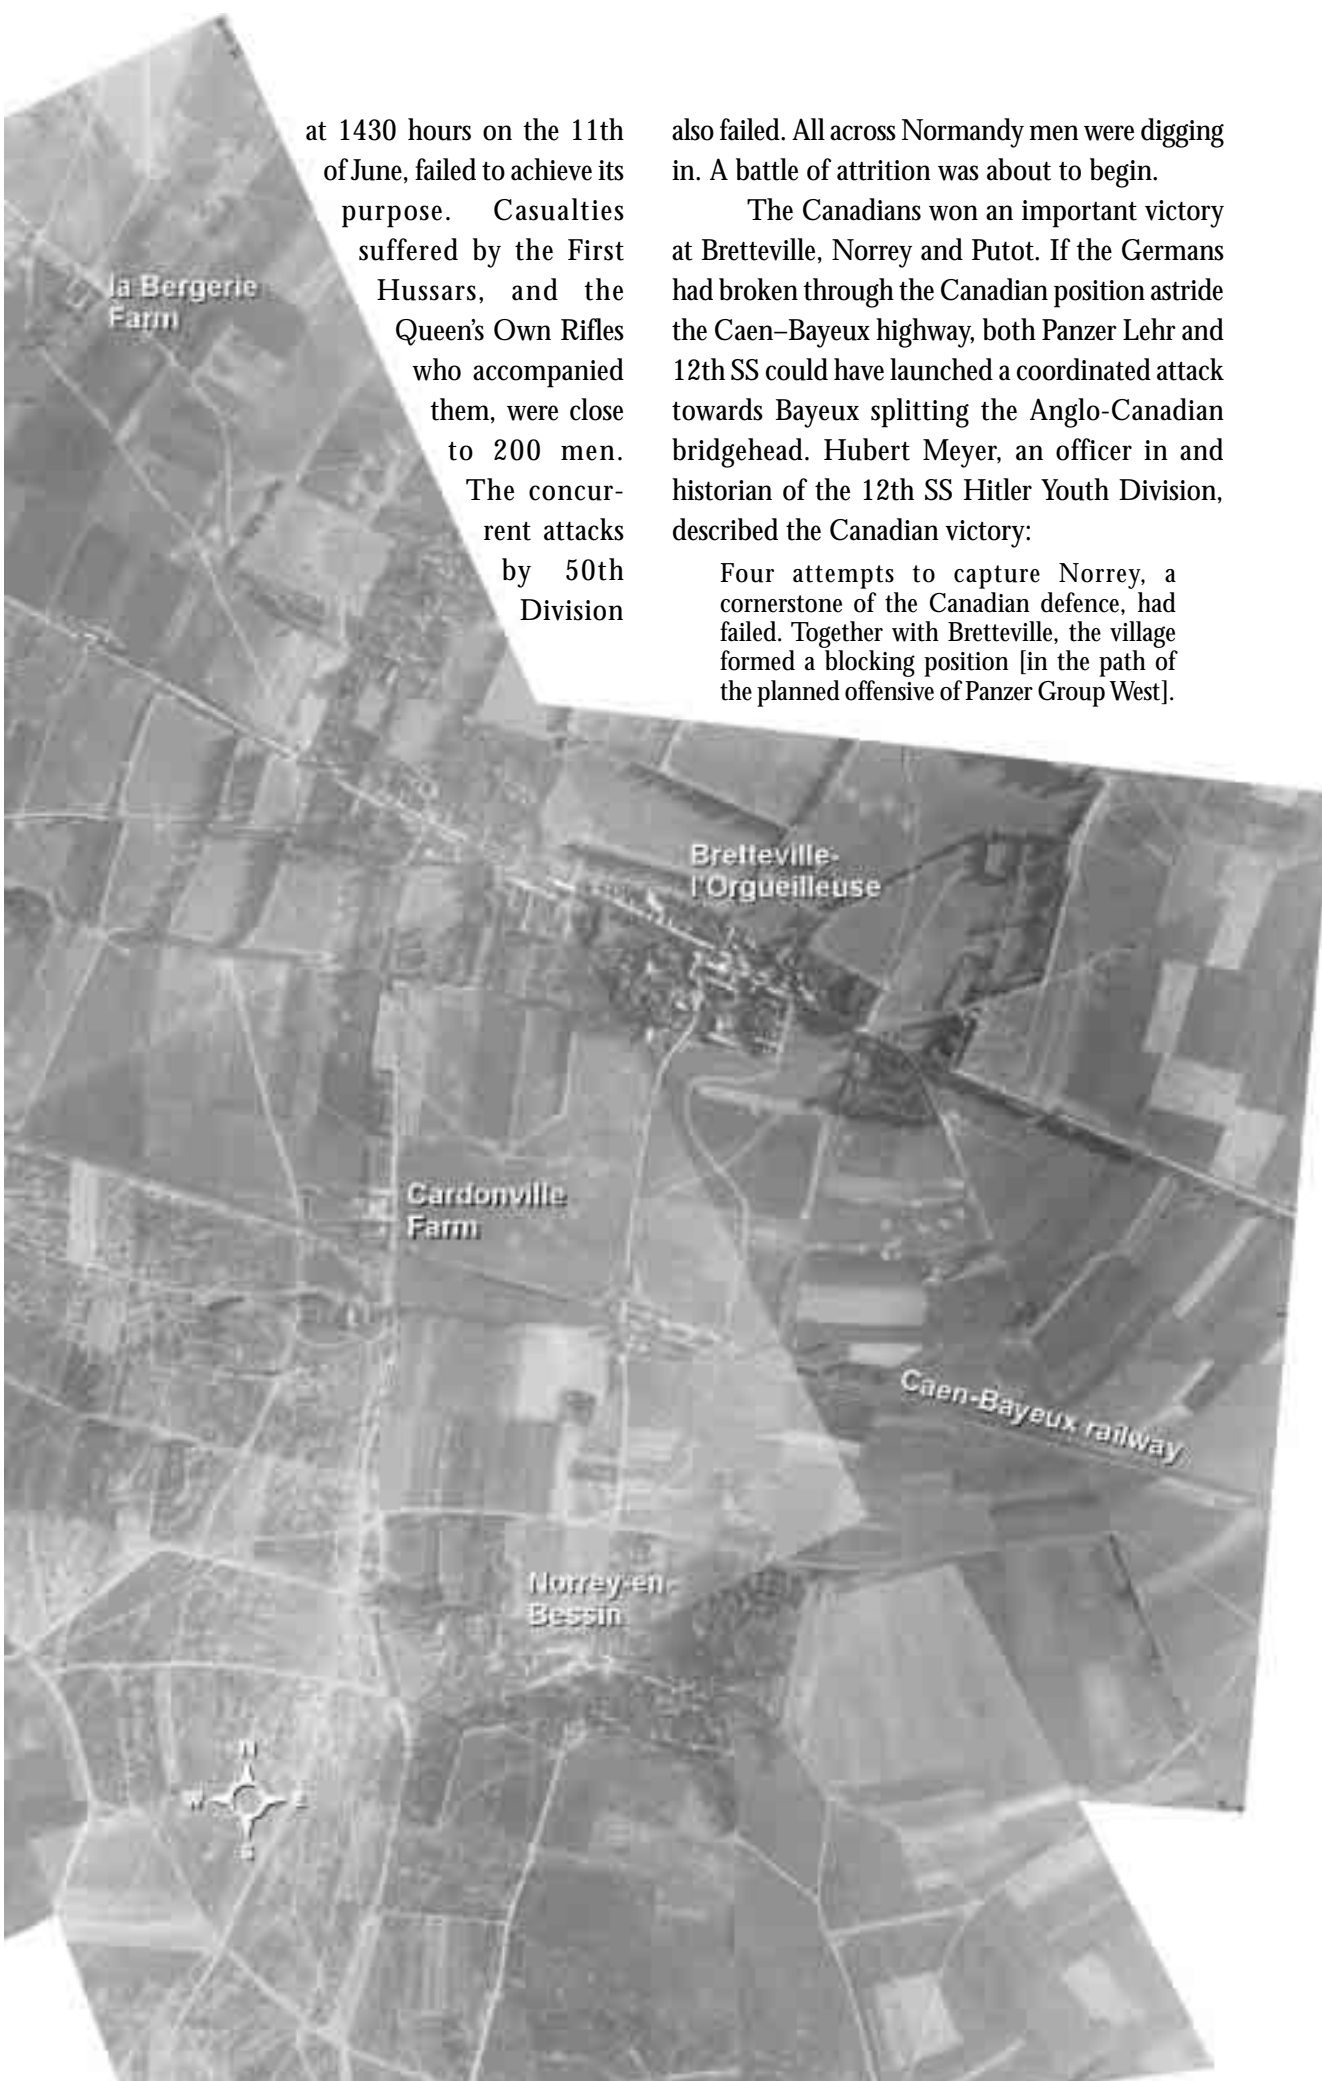 at 1430 hours on the 11th
of June, failed to achieve its
purpose. Casualties
suffered by the First
Hussars, and the
Queen's Own Rifles
who accompanied
them, were close
to 200 men.
The concur-
rent attacks
by 50th
Division
also failed. All across Normandy men were digging
in. A battle of attrition was about to begin.
The Canadians won an important victory
at Bretteville, Norrey and Putot. If the Germans
had broken through the Canadian position astride
the Caen–Bayeux highway, both Panzer Lehr and
12th SS could have launched a coordinated attack
towards Bayeux splitting the Anglo-Canadian
bridgehead. Hubert Meyer, an officer in and
historian of the 12th SS Hitler Youth Division,
described the Canadian victory:
Four attempts to capture Norrey, a
cornerstone of the Canadian defence, had
failed. Together with Bretteville, the village
formed a blocking position [in the path of
the planned offensive of Panzer Group West].
la Bergerie
Farm
Bretteville-
l'Orgueilleuse
Cardonville
Farm
Caen-Bayeux railway
Norrey-en-
Bessin
N
W E
S